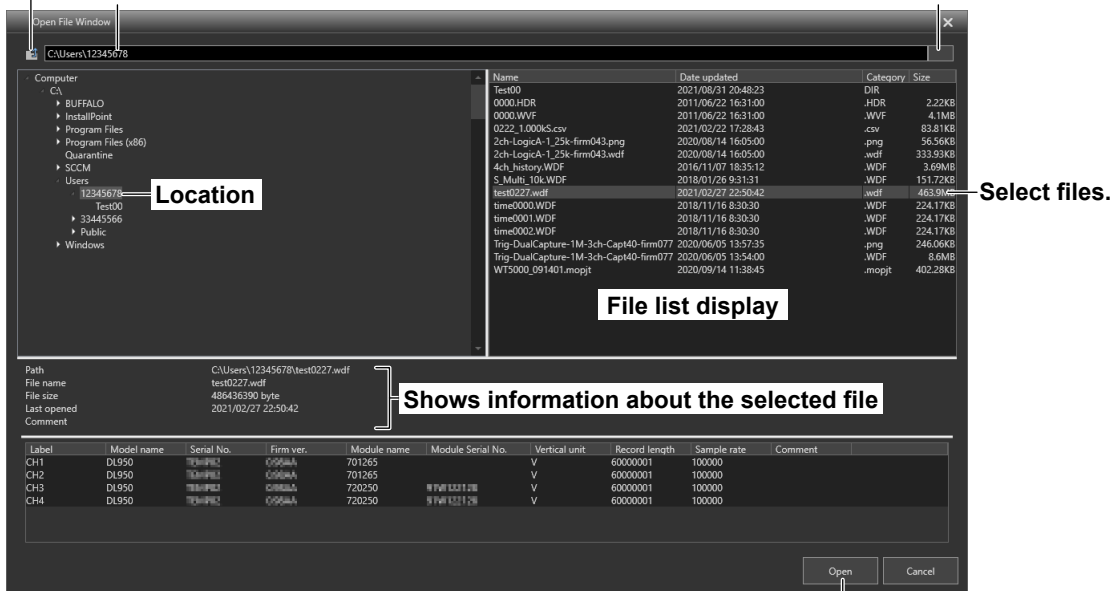 Open File Window
C:\Users\12345678
Computer
C:\
BUFFALO
InstallPoint
Program Files
Program Files (x86)
Quarantine
SCCM
Users
12345678
Test00
33445566
Public
Windows
Location
Name Date updated Category Size
Test00 2021/08/31 20:48:23 DIR
0000.HDR 2011/06/22 16:31:00 .HDR 2.22KB
0000.WVF 2011/06/22 16:31:00 .WVF 4.1MB
0222_1.000kS.csv 2021/02/22 17:28:43 .csv 83.81KB
2ch-LogicA-1_25k-firm043.png 2020/08/14 16:05:00 .png 56.56KB
2ch-LogicA-1_25k-firm043.wdf 2020/08/14 16:05:00 .wdf 333.93KB
4ch_history.WDF 2016/11/07 18:35:12 .WDF 3.69MB
S_Multi_10k.WDF 2018/01/26 9:31:31 .WDF 151.72KB
test0227.wdf 2021/02/27 22:50:42 .wdf 463.9MB
time0000.WDF 2018/11/16 8:30:30 .WDF 224.17KB
time0001.WDF 2018/11/16 8:30:30 .WDF 224.17KB
time0002.WDF 2018/11/16 8:30:30 .WDF 224.17KB
Trig-DualCapture-1M-3ch-Capt40-firm077 2020/06/05 13:57:35 .png 246.06KB
Trig-DualCapture-1M-3ch-Capt40-firm077 2020/06/05 13:54:00 .WDF 8.6MB
WT5000_091401.mopjt 2020/09/14 11:38:45 .mopjt 402.28KB
Select files.
File list display
Path C:\Users\12345678\test0227.wdf
File name test0227.wdf
File size 486436390 byte
Last opened 2021/02/27 22:50:42
Comment
Shows information about the selected file
Label Model name Serial No. Firm ver. Module name Module Serial No. Vertical unit Record length Sample rate Comment
CH1 DL950 701265 V 60000001 100000
CH2 DL950 701265 V 60000001 100000
CH3 DL950 720250 V 60000001 100000
CH4 DL950 720250 V 60000001 100000
Open Cancel